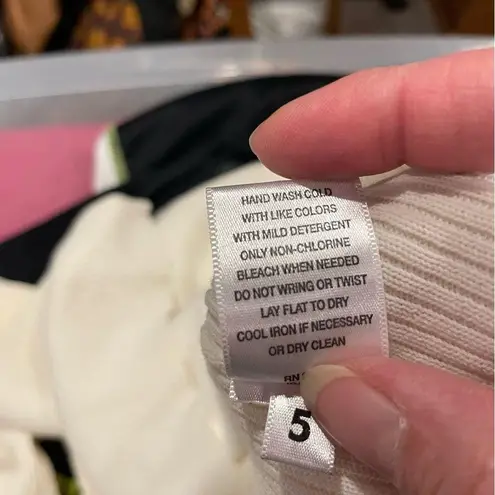 HAND WASH COLD
WITH LIKE COLORS
WITH MILD DETERGENT
ONLY NON-CHLORINE
BLEACH WHEN NEEDED
DO NOT WRING OR TWIST
LAY FLAT TO DRY
COOL IRON IF NECESSARY
OR DRY CLEAN
RN
5